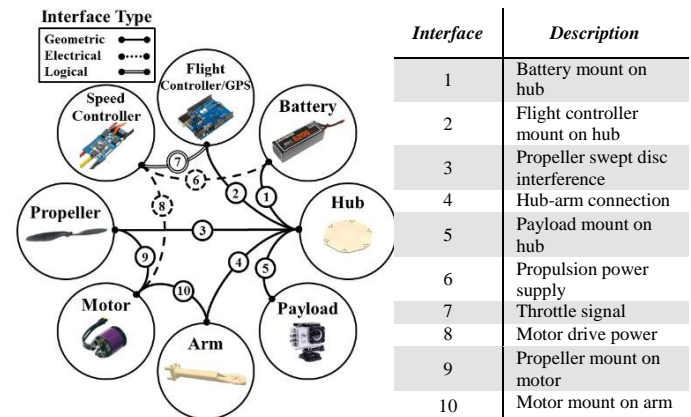 Interface Type
Geometric
Electrical
Logical
Flight
Controller/GPS
Speed
Controller
Battery
Hub
Propeller
Motor
Arm
Payload
7
6
1
2
8
3
9
4
5
10
Interface Description
1 Battery mount on
hub
2 Flight controller
mount on hub
3 Propeller swept disc
interference
4 Hub-arm connection
5 Payload mount on
hub
6 Propulsion power
supply
7 Throttle signal
8 Motor drive power
9 Propeller mount on
motor
10 Motor mount on arm